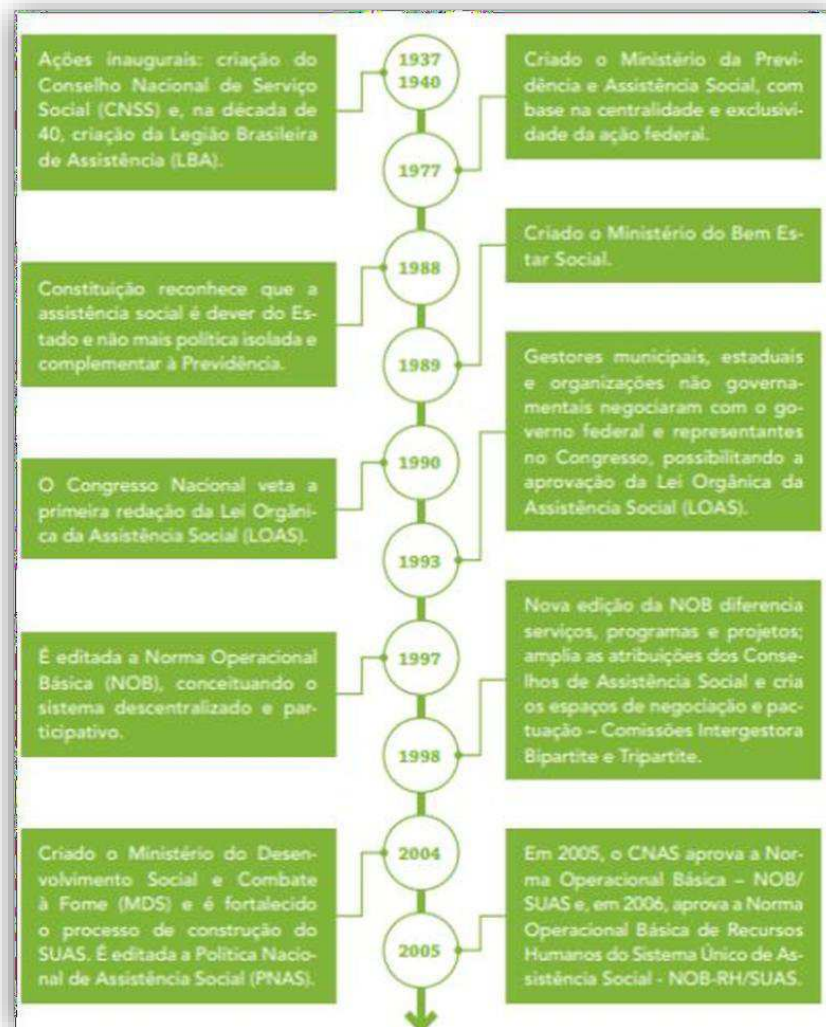 Ações inaugurais: criação do
Conselho Nacional de Serviço
Social (CNSS) e, na década de
40, criação da Legião Brasileira
de Assistência (LBA).
1937
1940
Criado o Ministério da Previ-
dência e Assistência Social, com
base na centralidade e exclusivi-
dade da ação federal.
1977
Constituição reconhece que a
assistência social é dever do Es-
tado e não mais política isolada e
complementar à Previdência.
1988
Criado o Ministério do Bem Es-
tar Social.
1989
O Congresso Nacional veta a
primeira redação da Lei Orgâni-
ca da Assistência Social (LOAS).
1990
Gestores municipais, estaduais
e organizações não governa-
mentais negociaram com o go-
verno federal e representantes
no Congresso, possibilitando a
aprovação da Lei Orgânica da
Assistência Social (LOAS).
1993
É editada a Norma Operacional
Básica (NOB), conceituando o
sistema descentralizado e par-
ticipativo.
1997
Nova edição da NOB diferencia
serviços, programas e projetos;
amplia as atribuições dos Conse-
lhos de Assistência Social e cria
os espaços de negociação e pac-
tuação – Comissões Intergestora
Bipartite e Tripartite.
1998
Criado o Ministério do Desen-
volvimento Social e Combate
à Fome (MDS) e é fortalecido
o processo de construção do
SUAS. É editada a Política Nacio-
nal de Assistência Social (PNAS).
2004
Em 2005, o CNAS aprova a Nor-
ma Operacional Básica – NOB/
SUAS e, em 2006, aprova a Norma
Operacional Básica de Recursos
Humanos do Sistema Único de As-
sistência Social - NOB-RH/SUAS.
2005